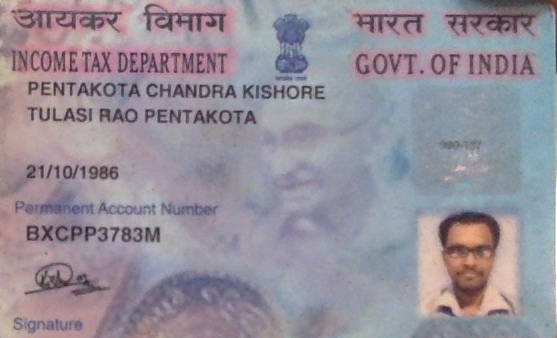 आयकर विभाग
भारत सरकार
INCOME TAX DEPARTMENT
GOVT. OF INDIA
PENTAKOTA CHANDRA KISHORE
TULASI RAO PENTAKOTA
21/10/1986
Permanent Account Number
BXCPP3783M
Signature